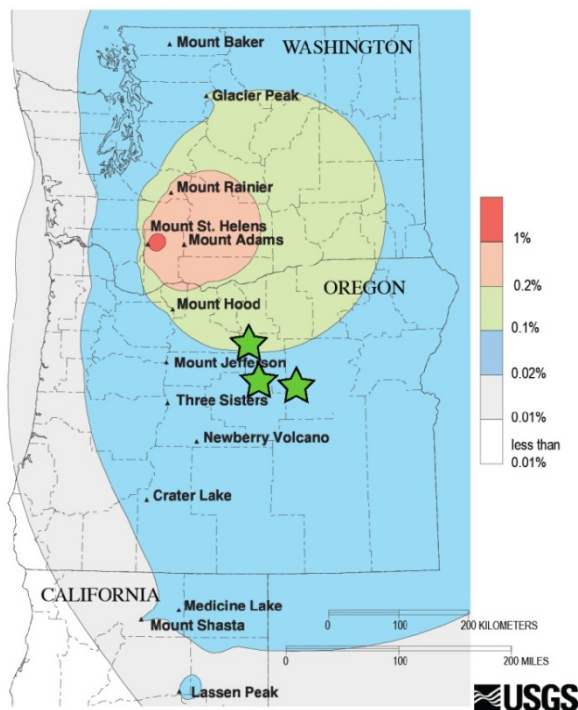 Mount Baker
WASHINGTON
Glacier Peak
Mount Rainier
Mount St. Helens
Mount Adams
1%
0.2%
OREGON
Mount Hood
0.1%
Mount Jefferson
0.02%
Three Sisters
0.01%
Newberry Volcano
less than
0.01%
Crater Lake
CALIFORNIA
Medicine Lake
0 100 200 KILOMETERS
Mount Shasta
0 100 200 MILES
Lassen Peak
USGS